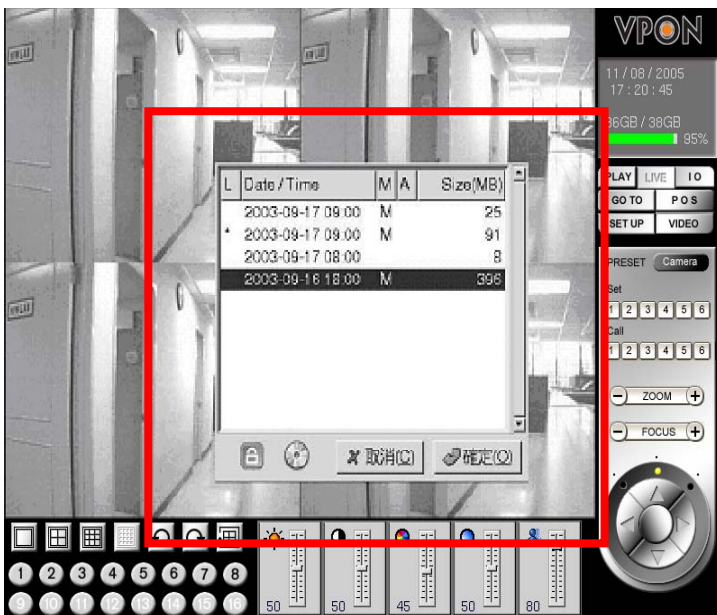 VPON
11 / 08 / 2005
17 : 20 : 45
36GB / 38GB
95%
PLAY LIVE I O
GO TO P O S
SET UP VIDEO
PRESET Camera
Set
1 2 3 4 5 6
Call
1 2 3 4 5 6
ZOOM
FOCUS
L Date / Time M A Size(MB)
2003-09-17 09:00 M 25
* 2003-09-17 09:00 M 91
2003-09-17 08:00 8
2003-09-16 18:00 M 396
取消(C) 確定(O)
1 2 3 4 5 6 7 8
9 10 11 12 13 14 15 16
50 50 45 50 80